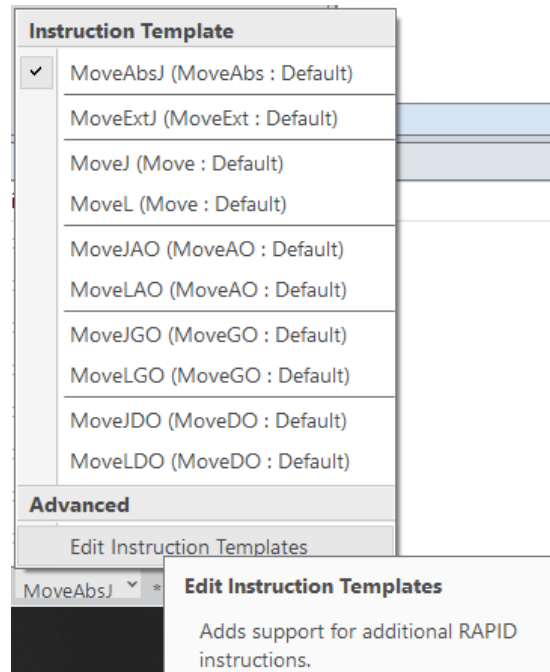 Instruction Template
MoveAbsJ (MoveAbs : Default)
MoveExtJ (MoveExt : Default)
MoveJ (Move : Default)
MoveL (Move : Default)
MoveJAO (MoveAO : Default)
MoveLAO (MoveAO : Default)
MoveJGO (MoveGO : Default)
MoveLGO (MoveGO : Default)
MoveJDO (MoveDO : Default)
MoveLDO (MoveDO : Default)
Advanced
Edit Instruction Templates
MoveAbsJ *
Edit Instruction Templates
Adds support for additional RAPID
instructions.